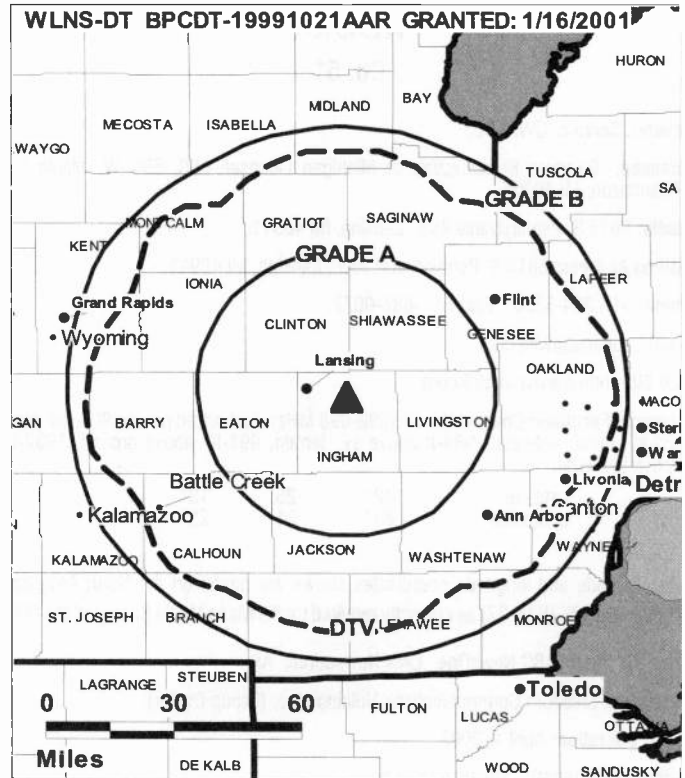 WLNS-DT BPCDT-19991021AAR GRANTED: 1/16/2001
HURON
BAY
MIDLAND
ISABELLA
MECOSTA
WAYGO
TUSCOLA
SA
GRADE B
MONTCALM
GRATIOT
SAGINAW
KENT
GRADE A
LAPEER
IONIA
Grand Rapids
Flint
CLINTON
SHIAWASSEE
GENESEE
Wyoming
Lansing
OAKLAND
MACO
GAN
BARRY
EATON
LIVINGSTON
Sterl
War
INGHAM
Battle Creek
Livonia
Detr
Kalamazoo
Ann Arbor
Canton
KALAMAZOO
CALHOUN
JACKSON
WASHTENAW
WAYNE
ST. JOSEPH
BRANCH
DTV
LENAWEE
MONROE
LAGRANGE
STEUBEN
Toledo
0 30 60
FULTON
LUCAS
OTTAWA
Miles
DE KALB
WOOD
SANDUSKY